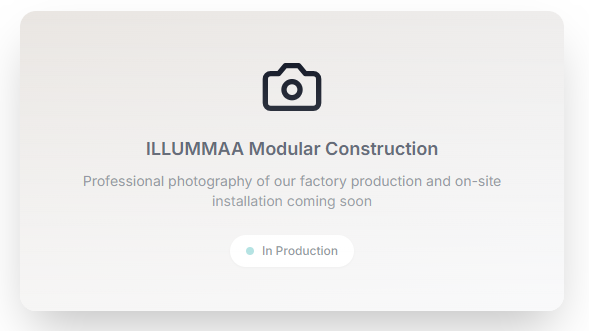 ILLUMMAA Modular Construction
Professional photography of our factory production and on-site
installation coming soon
In Production